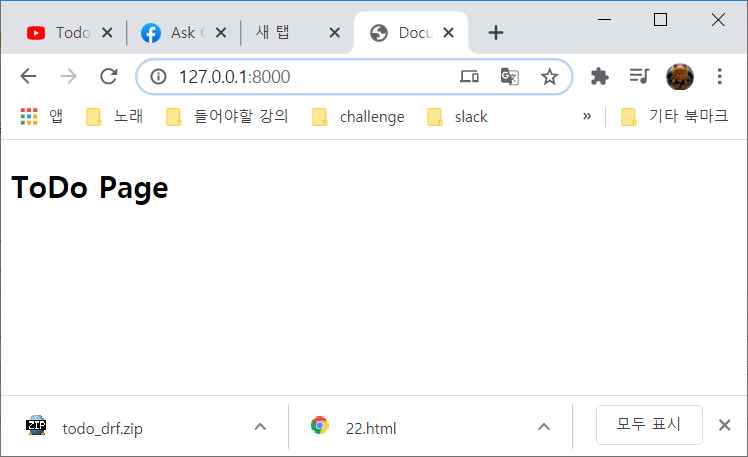 Todo
Ask
새 탭
Docu
127.0.0.1:8000
앱
노래
들어야할 강의
challenge
slack
»
기타 북마크
ToDo Page
ZIP
todo_drf.zip
22.html
모두 표시